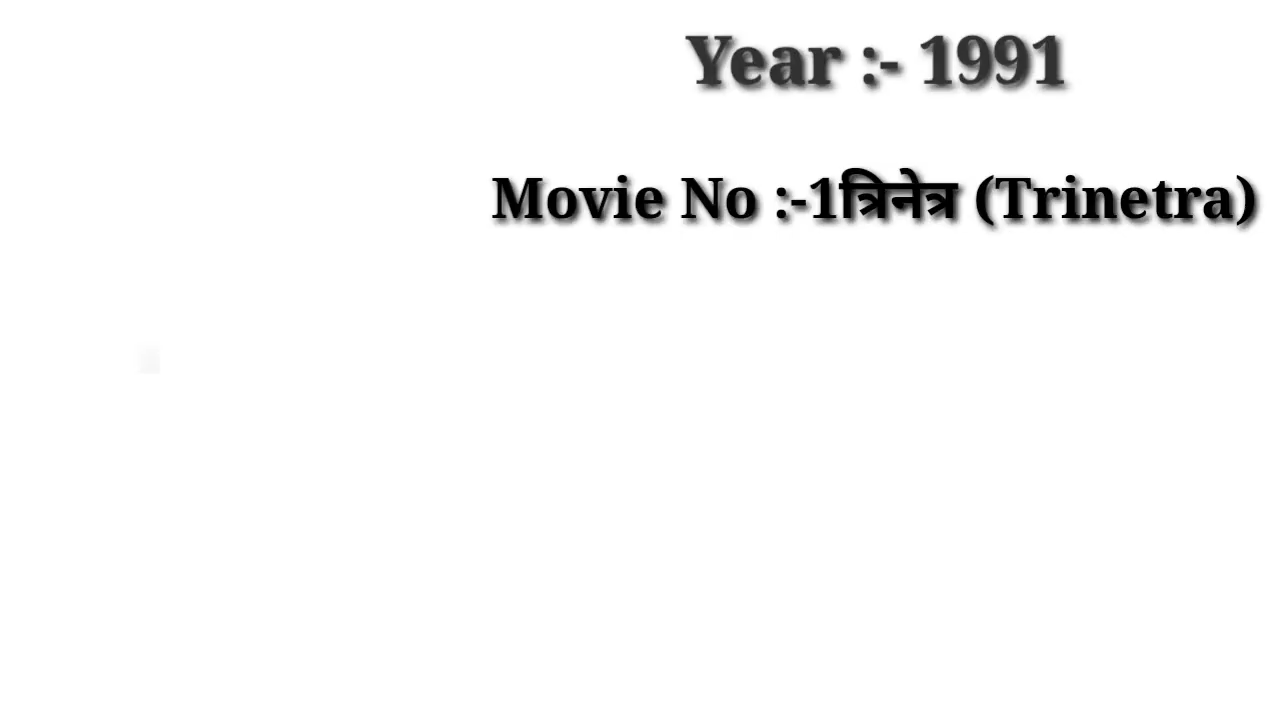 Year :- 1991
Movie No :-1त्रिनेत्र (Trinetra)